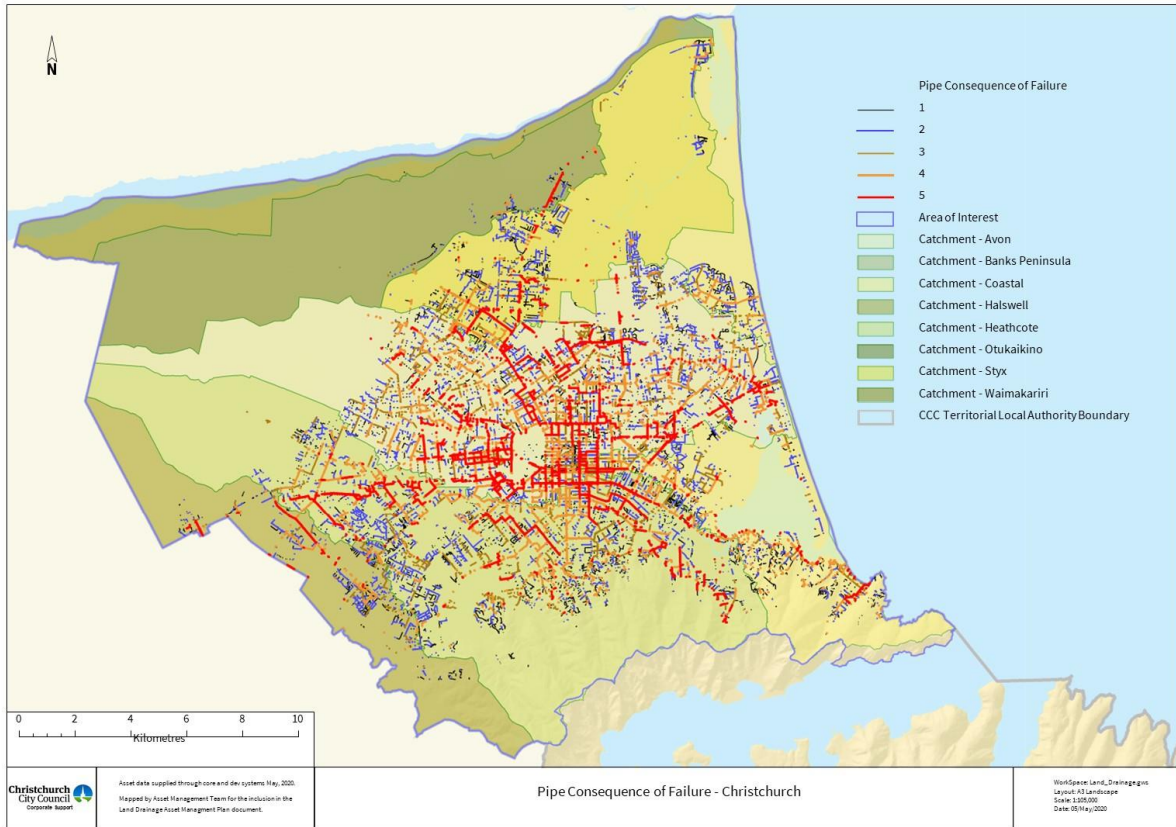 N
Pipe Consequence of Failure
1
2
3
4
5
Area of Interest
Catchment - Avon
Catchment - Banks Peninsula
Catchment - Coastal
Catchment - Halswell
Catchment - Heathcote
Catchment - Otukaikino
Catchment - Styx
Catchment - Waimakariri
CCC Territorial Local Authority Boundary
0 2 4 6 8 10
Kilometres
Christchurch
City Council
Corporate Support
Asset data supplied through core and dev systems May, 2020.
Mapped by Asset Management Team for the inclusion in the
Land Drainage Asset Managment Plan document.
Pipe Consequence of Failure - Christchurch
WorkSpace: Land_Drainage.gws
Layout: A3 Landscape
Scale: 1:105,000
Date: 05/May/2020